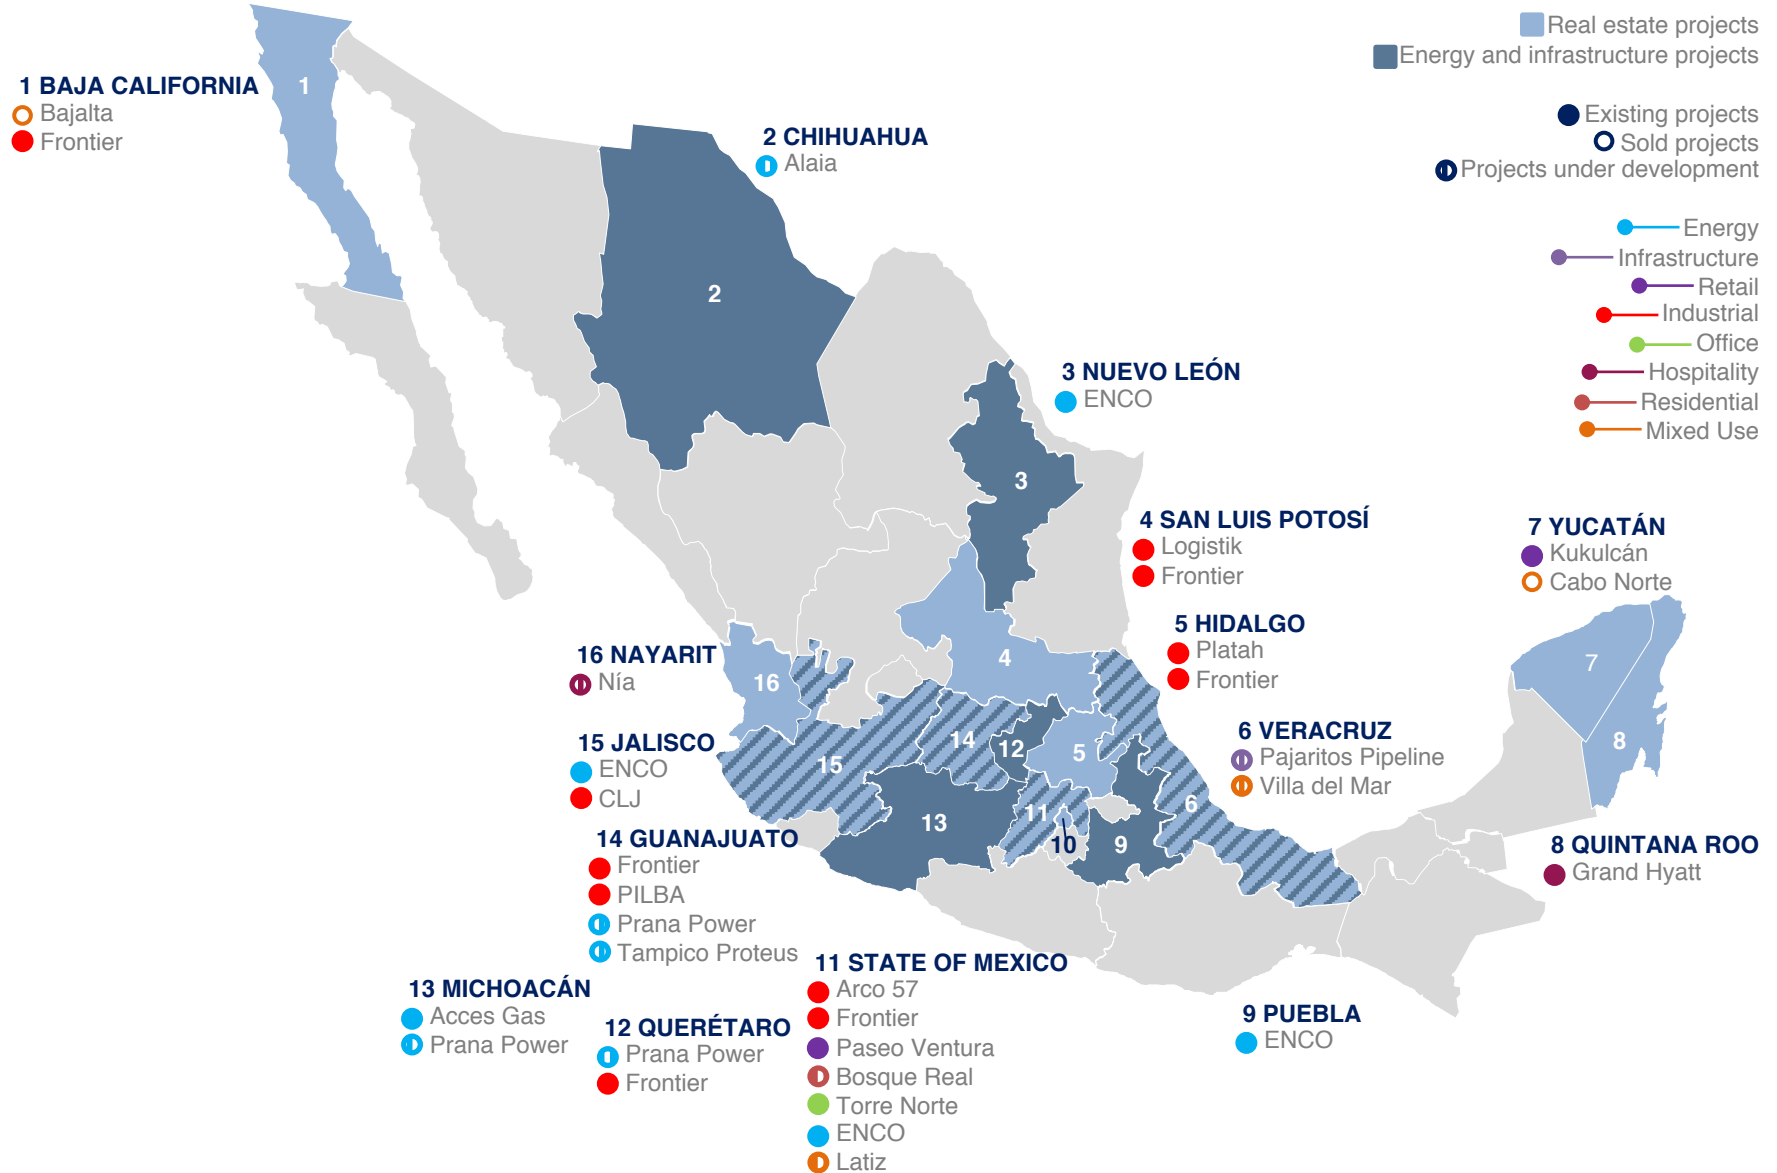 Real estate projects
Energy and infrastructure projects
Existing projects
Sold projects
Projects under development
Energy
Infrastructure
Retail
Industrial
Office
Hospitality
Residential
Mixed Use
1 BAJA CALIFORNIA
Bajalta
Frontier
2 CHIHUAHUA
Alaia
3 NUEVO LEÓN
ENCO
4 SAN LUIS POTOSÍ
Logistik
Frontier
5 HIDALGO
Platah
Frontier
6 VERACRUZ
Pajaritos Pipeline
Villa del Mar
7 YUCATÁN
Kukulcán
Cabo Norte
8 QUINTANA ROO
Grand Hyatt
9 PUEBLA
ENCO
11 STATE OF MEXICO
Arco 57
Frontier
Paseo Ventura
Bosque Real
Torre Norte
ENCO
Latiz
12 QUERÉTARO
Prana Power
Frontier
13 MICHOACÁN
Acces Gas
Prana Power
14 GUANAJUATO
Frontier
PILBA
Prana Power
Tampico Proteus
15 JALISCO
ENCO
CLJ
16 NAYARIT
Nía
1
2
3
4
5
6
7
8
9
10
11
12
13
14
15
16